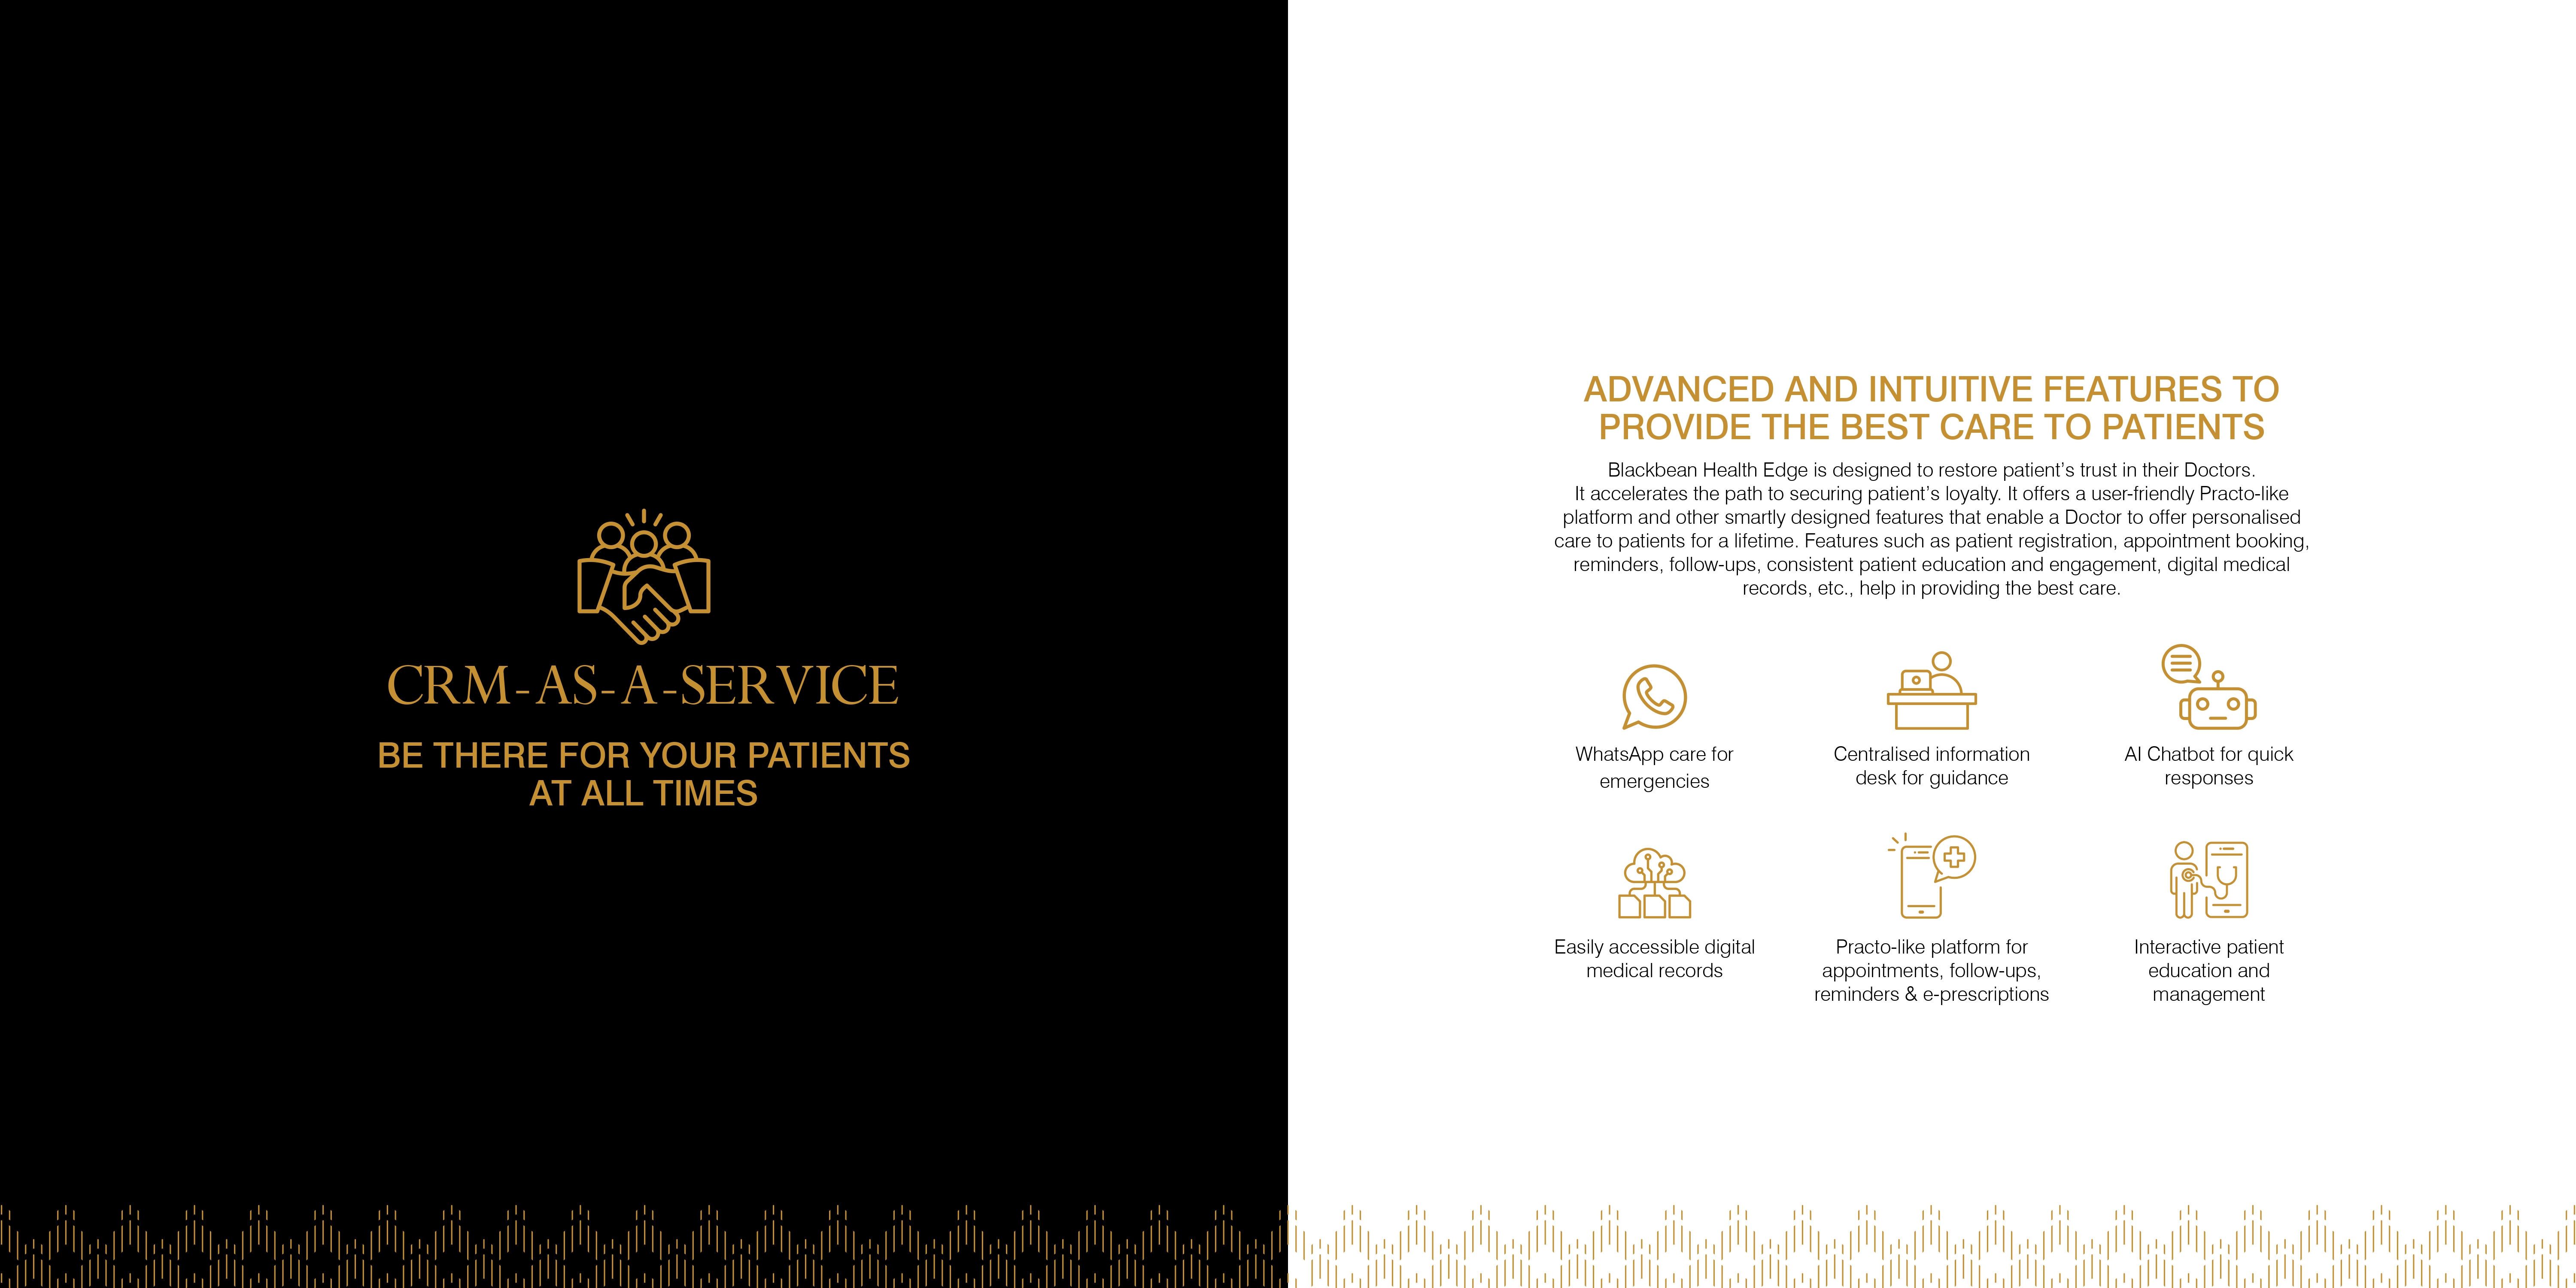 CRM-AS-A-SERVICE
BE THERE FOR YOUR PATIENTS
AT ALL TIMES
ADVANCED AND INTUITIVE FEATURES TO
PROVIDE THE BEST CARE TO PATIENTS
Blackbean Health Edge is designed to restore patient's trust in their Doctors.
It accelerates the path to securing patient's loyalty. It offers a user-friendly Practo-like
platform and other smartly designed features that enable a Doctor to offer personalised
care to patients for a lifetime. Features such as patient registration, appointment booking,
reminders, follow-ups, consistent patient education and engagement, digital medical
records, etc., help in providing the best care.
WhatsApp care for
emergencies
Centralised information
desk for guidance
AI Chatbot for quick
responses
Easily accessible digital
medical records
Practo-like platform for
appointments, follow-ups,
reminders & e-prescriptions
Interactive patient
education and
management